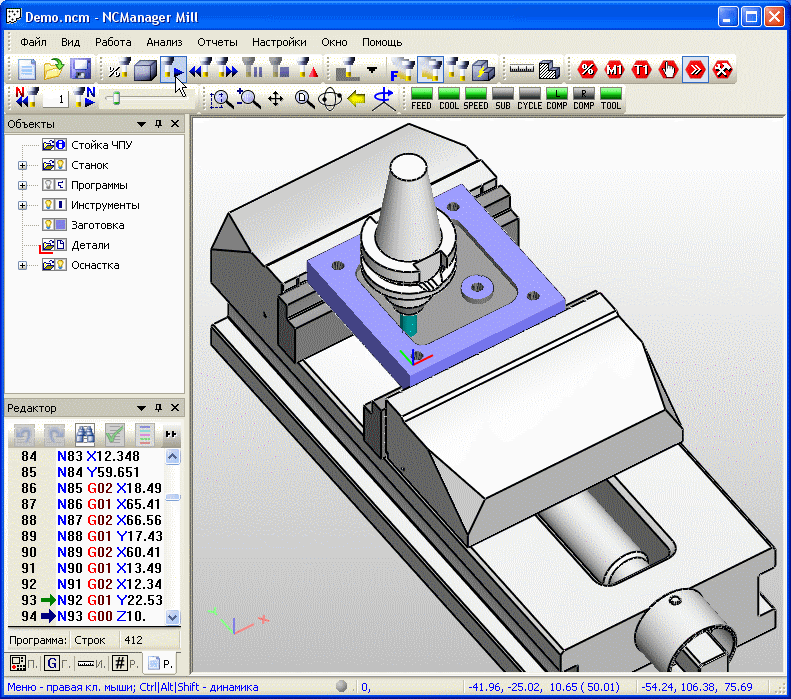 Demo.ncm - NCManager Mill
Файл Вид Работа Анализ Отчеты Настройки Окно Помощь
% F % M1 T1
N 1 N FEED COOL SPEED SUB CYCLE L COMP R COMP TOOL
Объекты
Стойка ЧПУ
Станок
Программы
Инструменты
Заготовка
Детали
Оснастка
Редактор
84 N83 X12.348
85 N84 Y59.651
86 N85 G02 X18.49
87 N86 G01 X65.41
88 N87 G02 X66.56
89 N88 G01 Y17.43
90 N89 G02 X60.41
91 N90 G01 X13.49
92 N91 G02 X12.34
93 N92 G01 Y22.53
94 N93 G00 Z10.
Программа: Строк 412
П. G Г. И. # Р. Р.
Меню - правая кл. мыши; Ctrl|Alt|Shift - динамика 0, -41.96, -25.02, 10.65 ( 50.01) -54.24, 106.38, 75.69